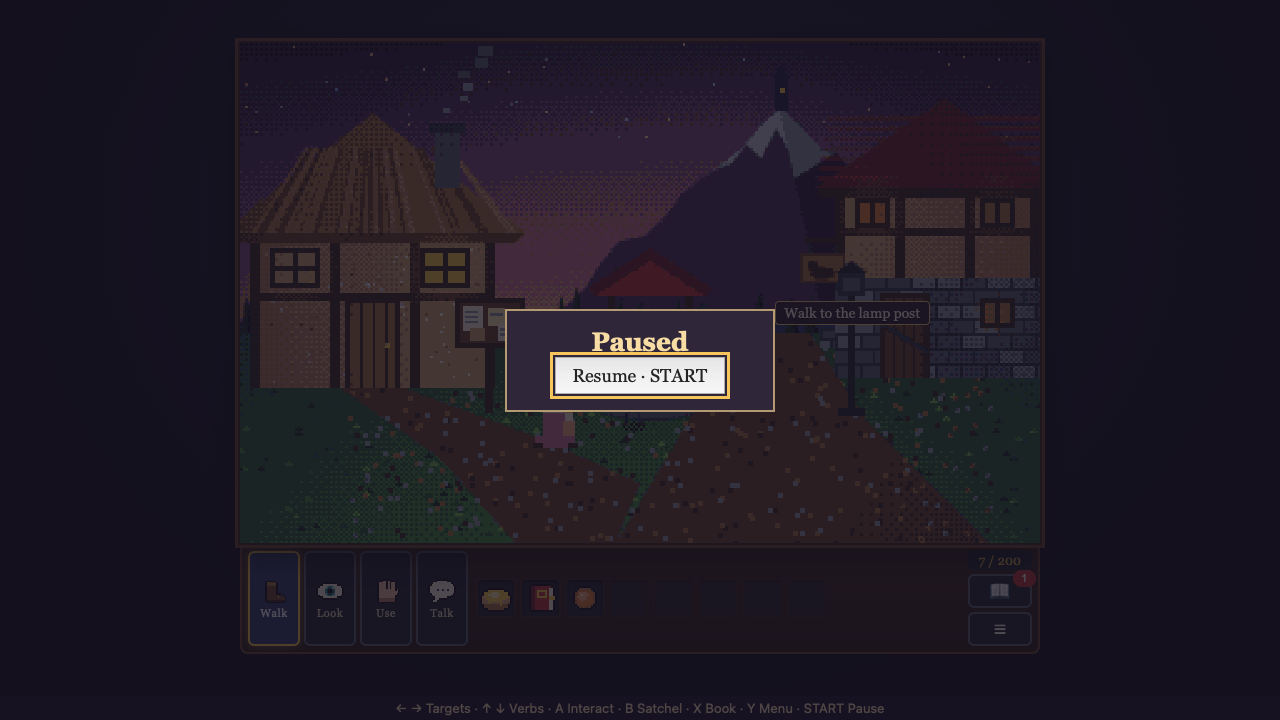 Walk to the lamp post
Paused
Resume · START
7 / 200
1
Walk
Look
Use
Talk
← → Targets · ↑ ↓ Verbs · A Interact · B Satchel · X Book · Y Menu · START Pause